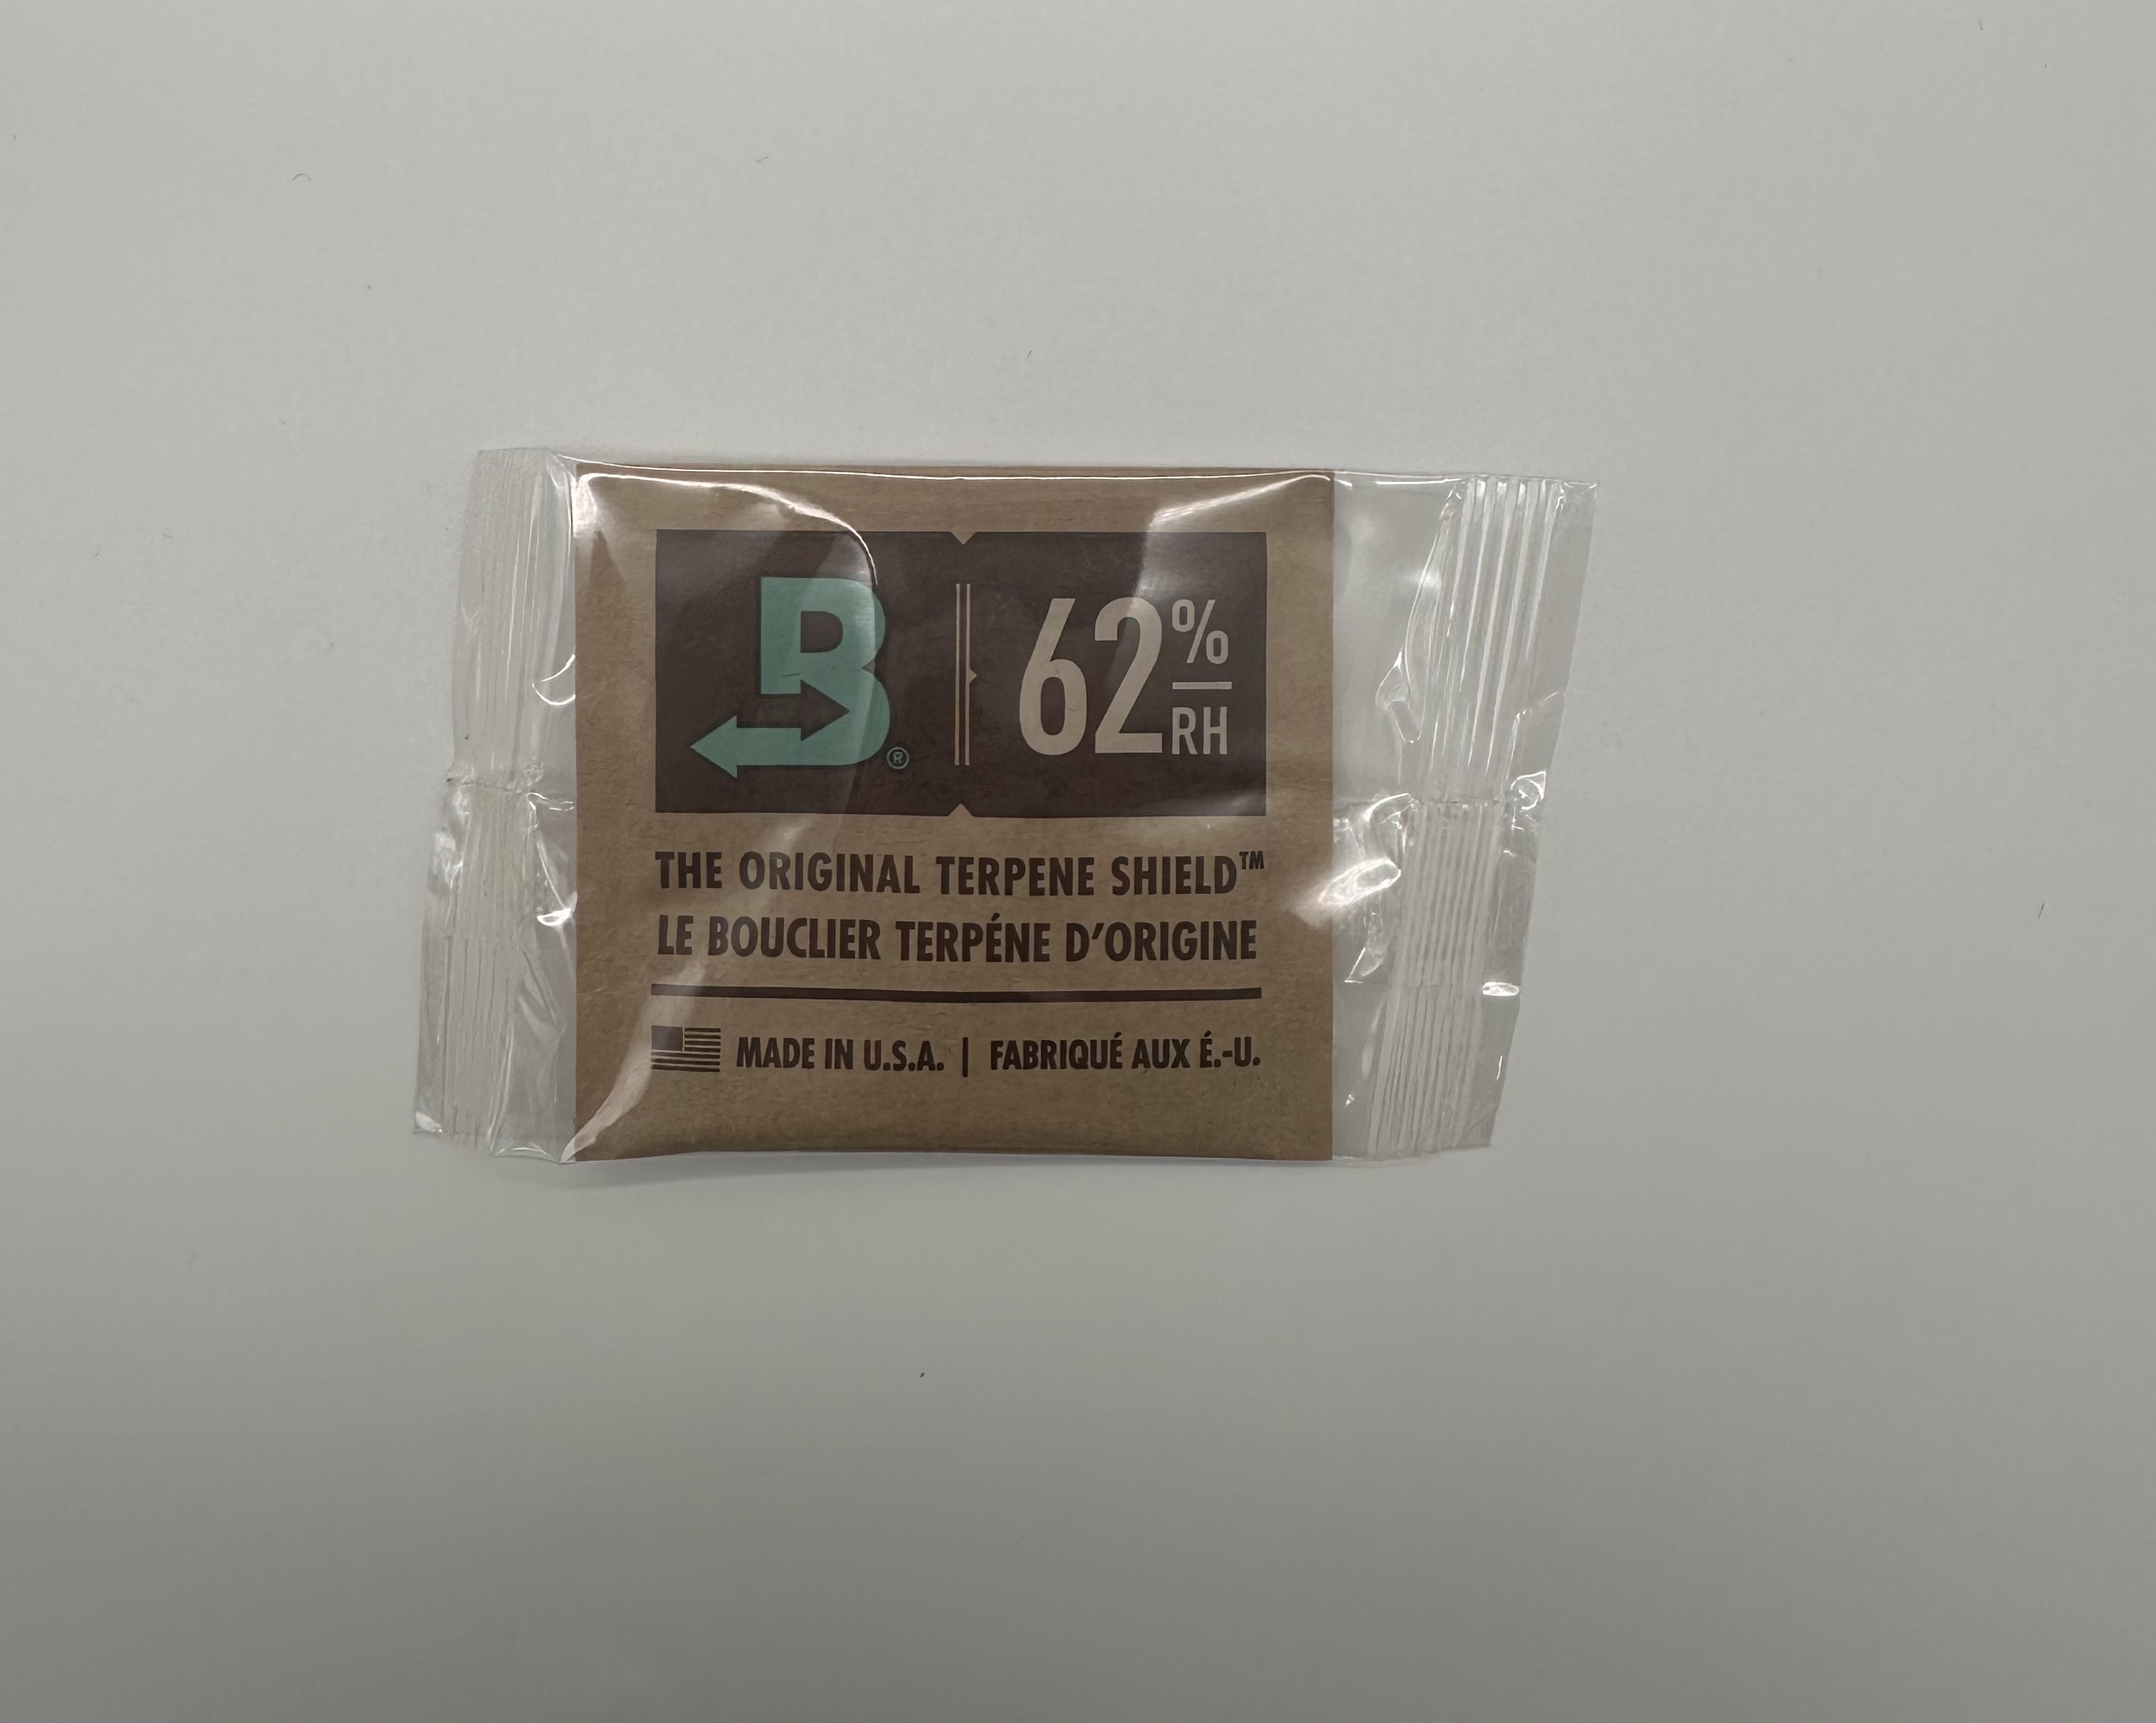 B® 62%
RH
THE ORIGINAL TERPENE SHIELD™
LE BOUCLIER TERPÉNE D'ORIGINE
MADE IN U.S.A. | FABRIQUÉ AUX É.-U.